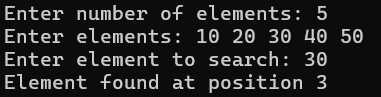 Enter number of elements: 5
Enter elements: 10 20 30 40 50
Enter element to search: 30
Element found at position 3